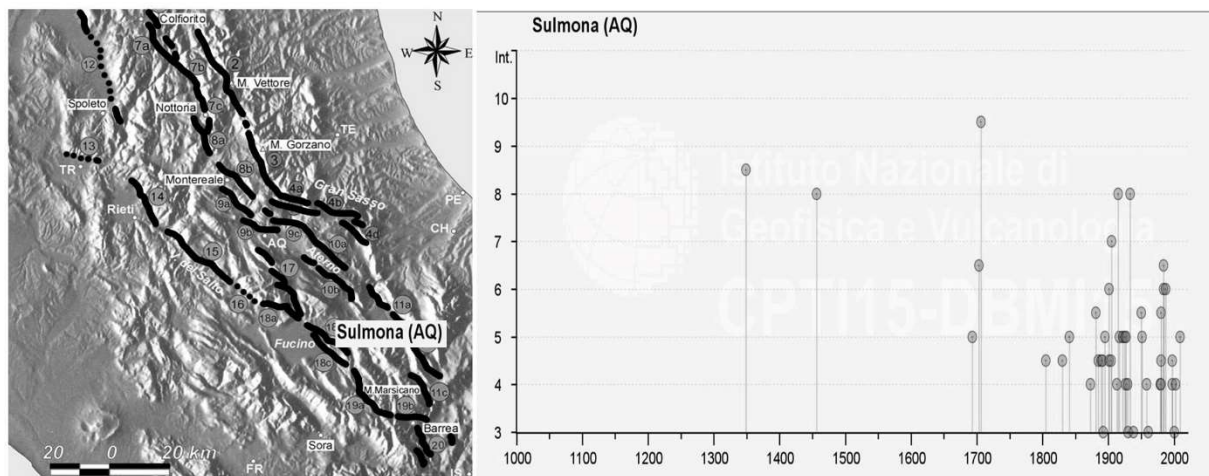 Colfiorito
N
W E
S
7a
12
7b
2
M. Vettore
Spoleto
Nottoria
7c
8a
TE
M. Gorzano
13
TR
8b
3
Montereale
4a
Gran Sasso
14
Rieti
9a
4b
PE
9b
AQ
9c
4d
CH
10a
15
Aterno
V. del Salto
17
10b
16
11a
18a
Sulmona (AQ)
Fucino
18c
M.Marsicano
11c
19a
19b
Barrea
20 0 20 km
Sora
20
FR
IS
Sulmona (AQ)
Int.
10
9
8
7
6
5
4
3
1000 1100 1200 1300 1400 1500 1600 1700 1800 1900 2000
Istituto Nazionale di
Geofisica e Vulcanologia